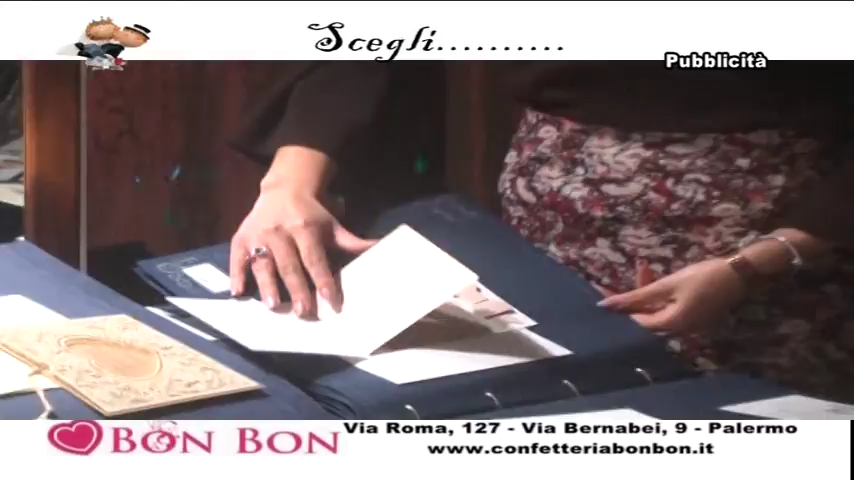 Scegli..........
Pubblicità
BON BON
Via Roma, 127 - Via Bernabei, 9 - Palermo
www.confetteriabonbon.it